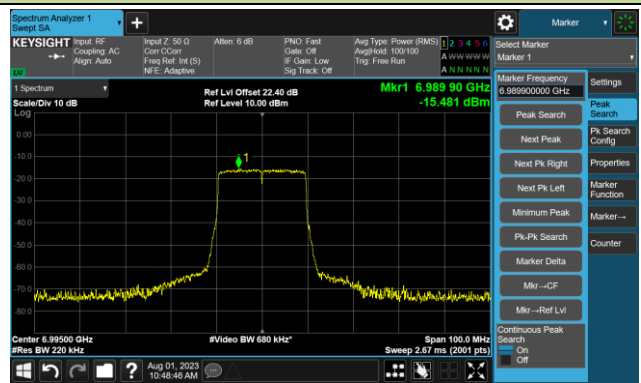 Spectrum Analyzer 1
Swept SA
Marker
KEYSIGHT
Input: RF
Coupling: AC
Align: Auto
Input Z: 50 Ω
Corr CCorr
Freq Ref: Int (S)
NFE: Adaptive
Atten: 6 dB
PNO: Fast
Gate: Off
IF Gain: Low
Sig Track: Off
Avg Type: Power (RMS)
Avg|Hold: 100/100
Trig: Free Run
1 2 3 4 5 6
A W W W W W
A N N N N N
Select Marker
Marker 1
LXI
1 Spectrum
Scale/Div 10 dB
Log
Ref Lvl Offset 22.40 dB
Ref Level 10.00 dBm
Mkr1 6.989 90 GHz
-15.481 dBm
0.00
-10.0
-20.0
-30.0
-40.0
-50.0
-60.0
-70.0
-80.0
1
Center 6.99500 GHz
#Res BW 220 kHz
#Video BW 680 kHz*
Span 100.0 MHz
Sweep 2.67 ms (2001 pts)
Marker Frequency
6.989900000 GHz
Peak Search
Next Peak
Next Pk Right
Next Pk Left
Minimum Peak
Pk-Pk Search
Marker Delta
Mkr→CF
Mkr→Ref Lvl
Continuous Peak
Search
On
Off
Settings
Peak
Search
Pk Search
Config
Properties
Marker
Function
Marker→
Counter
Aug 01, 2023
10:48:46 AM